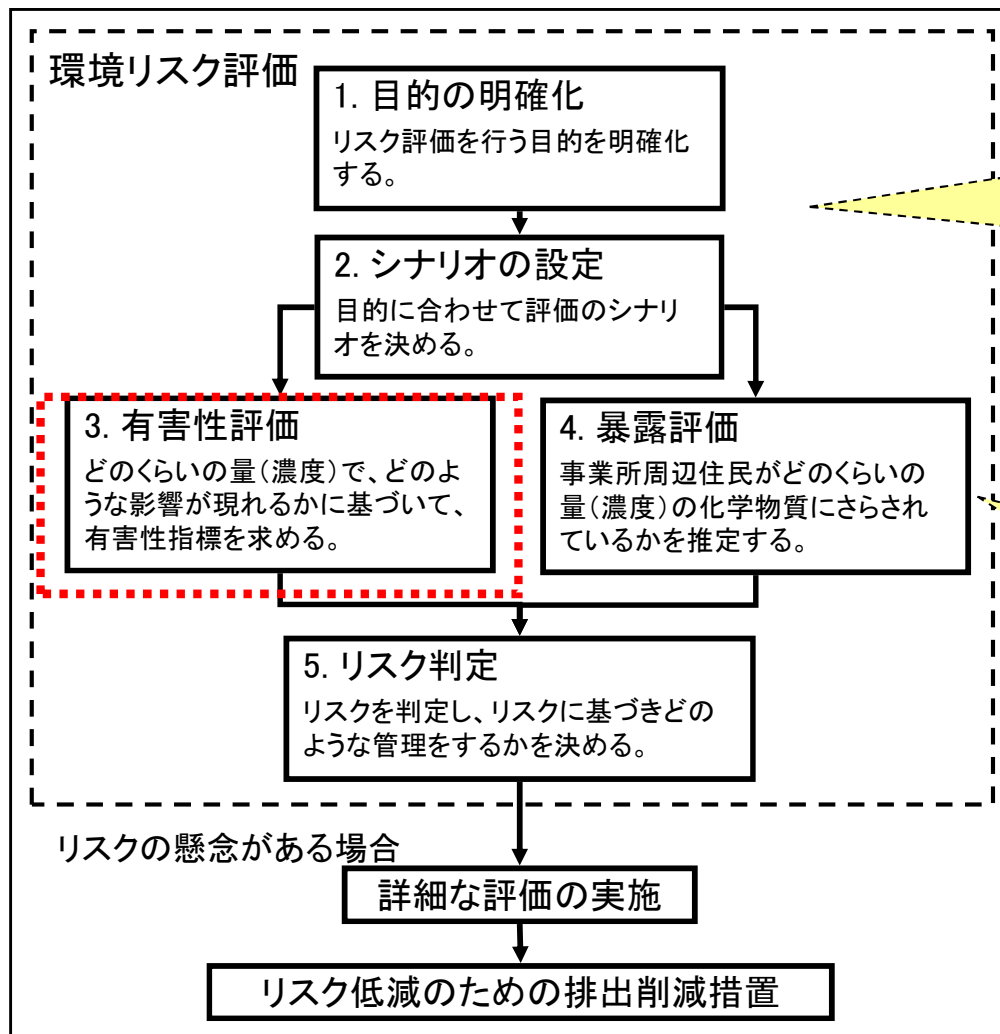 環境リスク評価
1. 目的の明確化
リスク評価を行う目的を明確化
する。
2. シナリオの設定
目的に合わせて評価のシナリ
オを決める。
3. 有害性評価
どのくらいの量(濃度)で、どのよ
うな影響が現れるかに基づいて、
有害性指標を求める。
4. 暴露評価
事業所周辺住民がどのくらいの
量(濃度)の化学物質にさらされ
ているかを推定する。
5. リスク判定
リスクを判定し、リスクに基づきどの
ような管理をするかを決める。
リスクの懸念がある場合
詳細な評価の実施
リスク低減のための排出削減措置